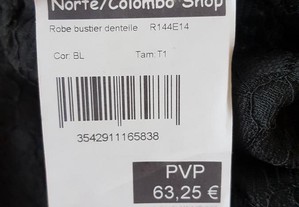 Norte/Colombo Shop
Robe bustier dentelle R144E14
Cor: BL Tam:T1
3542911165838
PVP
63,25 €